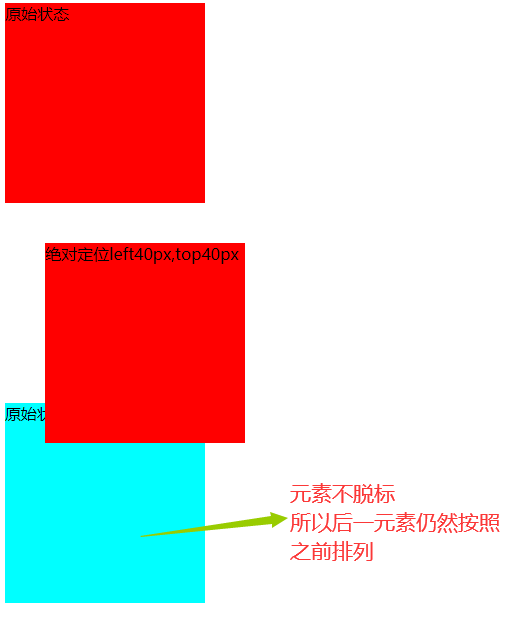 原始状态
绝对定位left40px,top40px
原始状
元素不脱标
所以后一元素仍然按照
之前排列